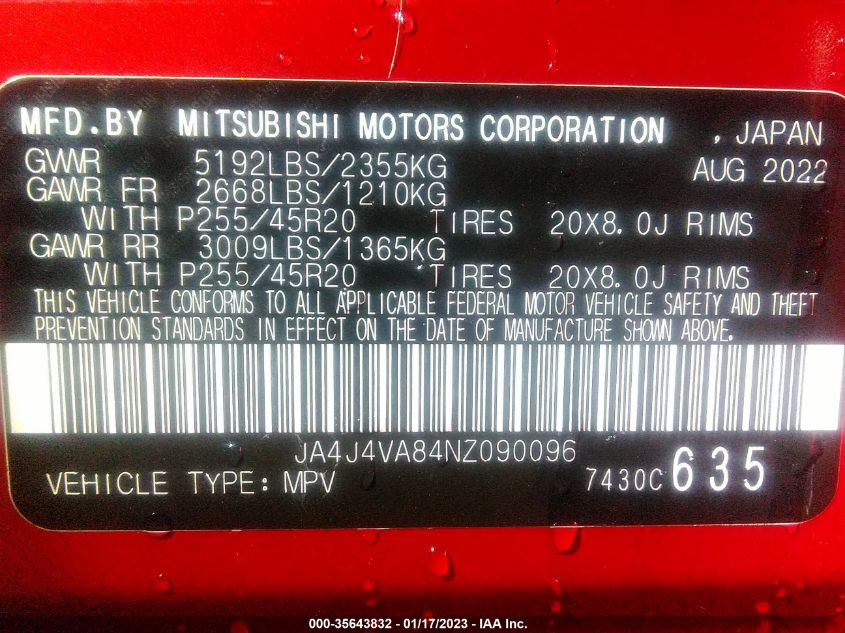 MFD.BY MITSUBISHI MOTORS CORPORATION , JAPAN
GVWR 5192LBS/2355KG AUG 2022
GAWR FR 2668LBS/1210KG
WITH P255/45R20 TIRES 20X8.0J RIMS
GAWR RR 3009LBS/1365KG
WITH P255/45R20 TIRES 20X8.0J RIMS
THIS VEHICLE CONFORMS TO ALL APPLICABLE FEDERAL MOTOR VEHICLE SAFETY AND THEFT
PREVENTION STANDARDS IN EFFECT ON THE DATE OF MANUFACTURE SHOWN ABOVE.
JA4J4VA84NZ090096
VEHICLE TYPE: MPV 7430C 635
000-35643832 - 01/17/2023 - IAA Inc.